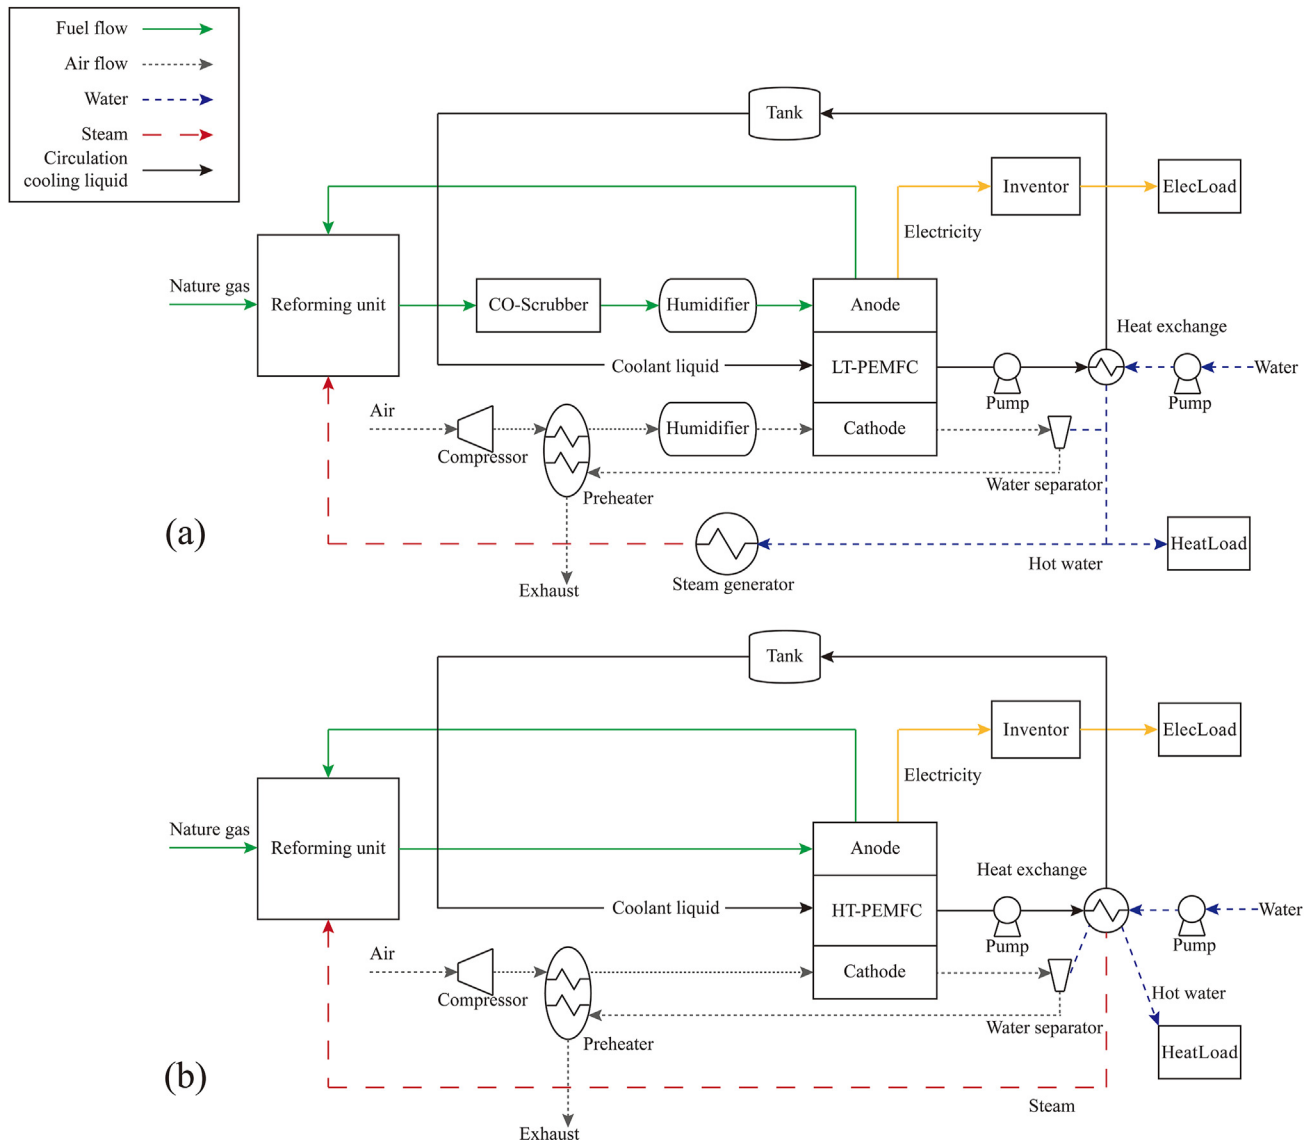 Fuel flow
Air flow
Water
Steam
Circulation
cooling liquid
Tank
Inventor
ElecLoad
Electricity
Nature gas
Reforming unit
CO-Scrubber
Humidifier
Anode
Heat exchange
Coolant liquid
LT-PEMFC
Pump
Pump
Water
Air
Compressor
Humidifier
Cathode
Preheater
Water separator
(a)
Steam generator
Hot water
HeatLoad
Exhaust
Tank
Inventor
ElecLoad
Electricity
Nature gas
Reforming unit
Anode
Heat exchange
Coolant liquid
HT-PEMFC
Pump
Pump
Water
Air
Compressor
Cathode
Hot water
Preheater
Water separator
HeatLoad
(b)
Steam
Exhaust